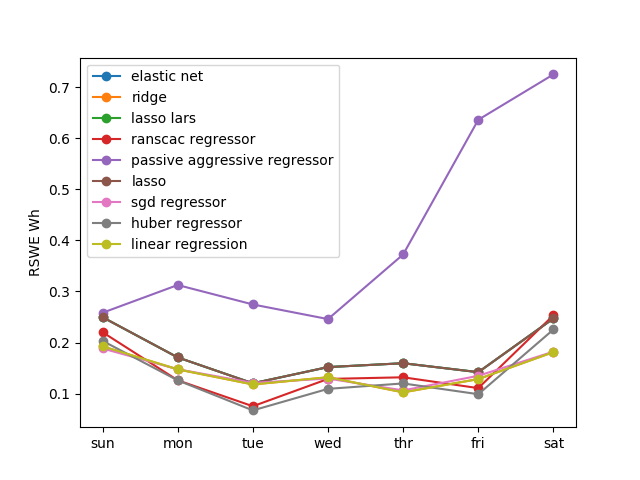 elastic net
ridge
lasso lars
ranscac regressor
passive aggressive regressor
lasso
sgd regressor
huber regressor
linear regression
RSWE Wh
0.7
0.6
0.5
0.4
0.3
0.2
0.1
sun mon tue wed thr fri sat